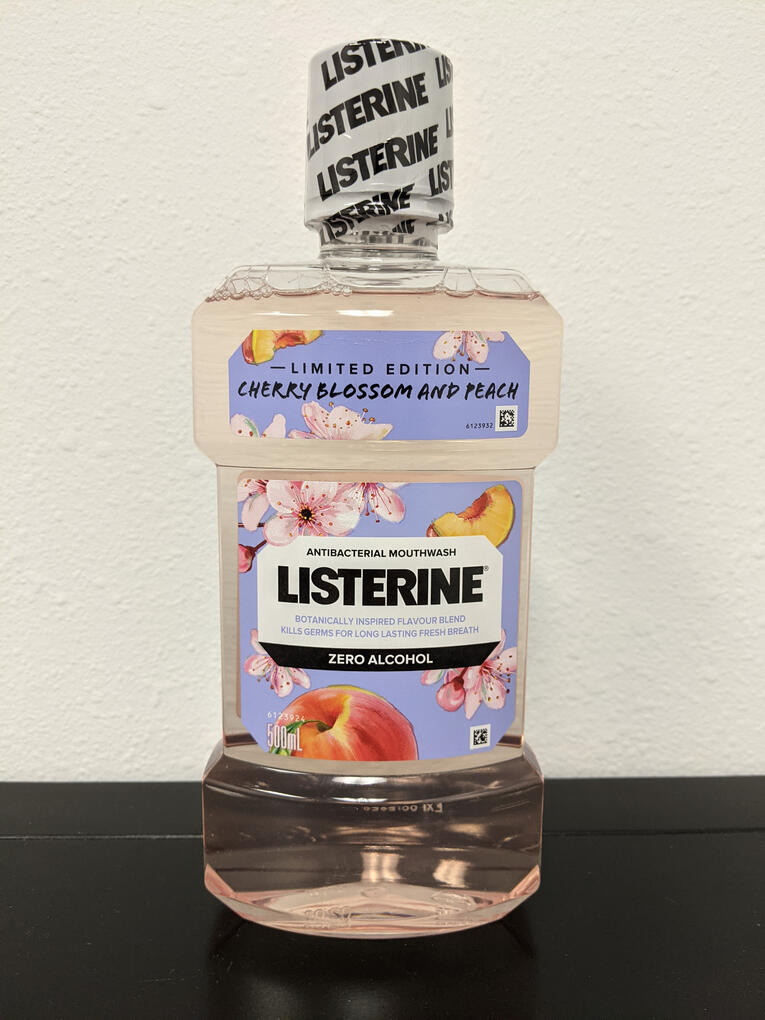 LISTERINE
LISTERINE
LISTERINE
LISTERINE
—LIMITED EDITION—
CHERRY BLOSSOM AND PEACH
6123932
ANTIBACTERIAL MOUTHWASH
LISTERINE®
BOTANICALLY INSPIRED FLAVOUR BLEND
KILLS GERMS FOR LONG LASTING FRESH BREATH
ZERO ALCOHOL
6123924
500mL